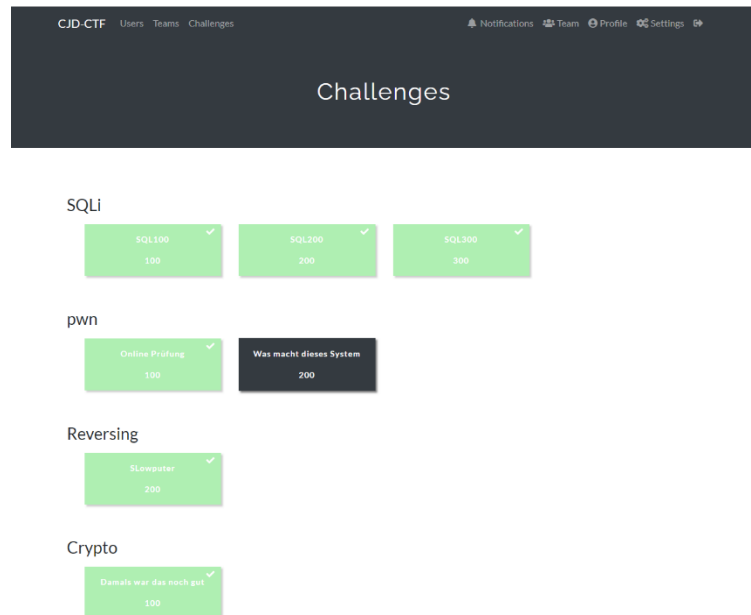 CJD-CTF Users Teams Challenges Notifications Team Profile Settings
Challenges
SQLi
SQL100 SQL200 SQL300
100 200 300
pwn
Online Prüfung Was macht dieses System
100 200
Reversing
SLowputer
200
Crypto
Damals war das noch gut
100